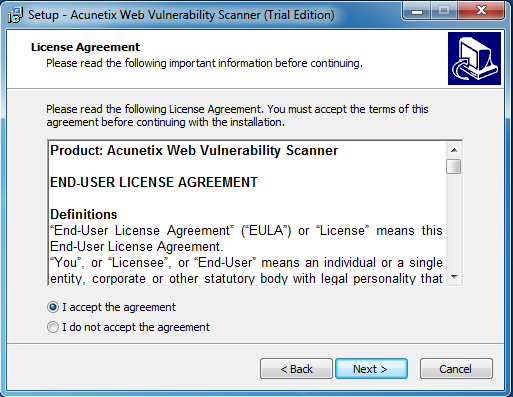 Setup - Acunetix Web Vulnerability Scanner (Trial Edition)
License Agreement
Please read the following important information before continuing.
Please read the following License Agreement. You must accept the terms of this
agreement before continuing with the installation.
Product: Acunetix Web Vulnerability Scanner
END-USER LICENSE AGREEMENT
Definitions
“End-User License Agreement” (“EULA”) or “License” means this
End-User License Agreement.
“You”, or “Licensee”, or “End-User” means an individual or a single
entity, corporate or other statutory body with legal personality that
I accept the agreement
I do not accept the agreement
< Back
Next >
Cancel